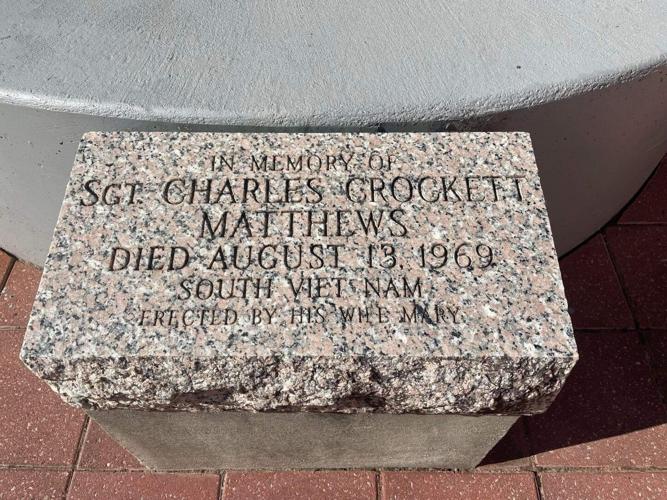 IN MEMORY OF
SGT. CHARLES CROCKETT
MATTHEWS
DIED AUGUST 13, 1969
SOUTH VIET NAM
ERECTED BY HIS WIFE MARY